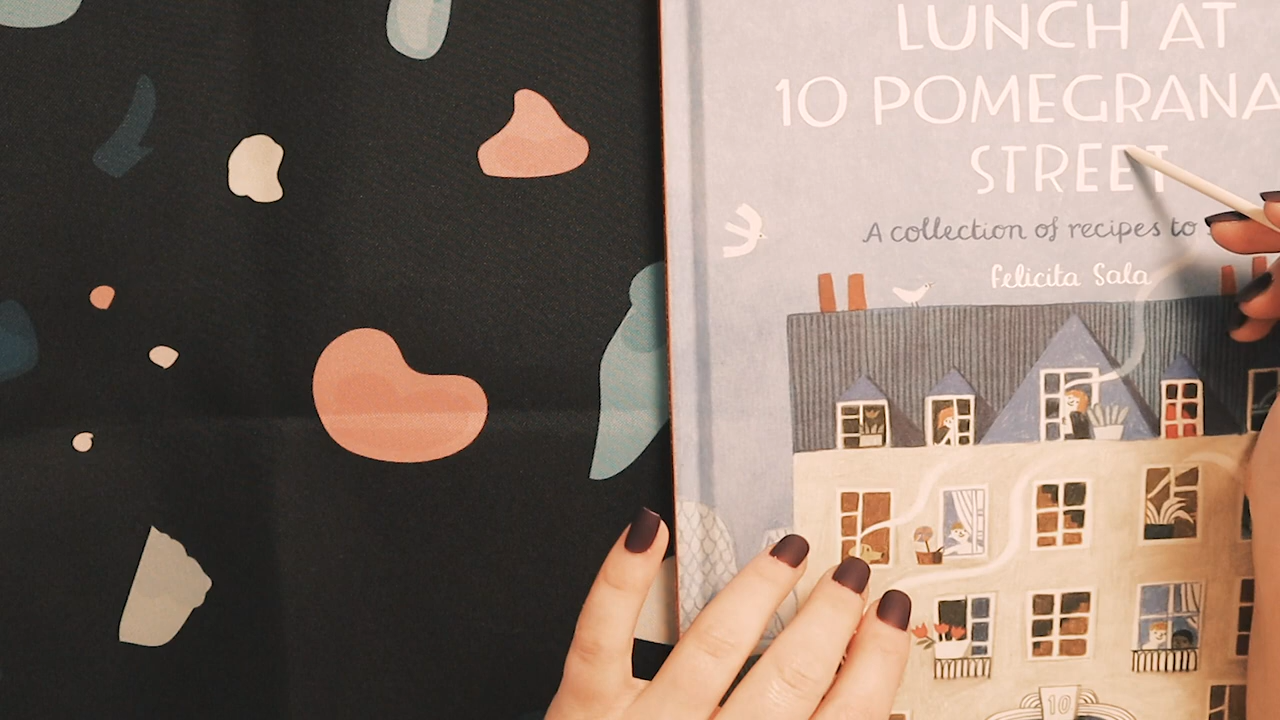 LUNCH AT
10 POMEGRANA
STREET
A collection of recipes to
Felicita Sala
10